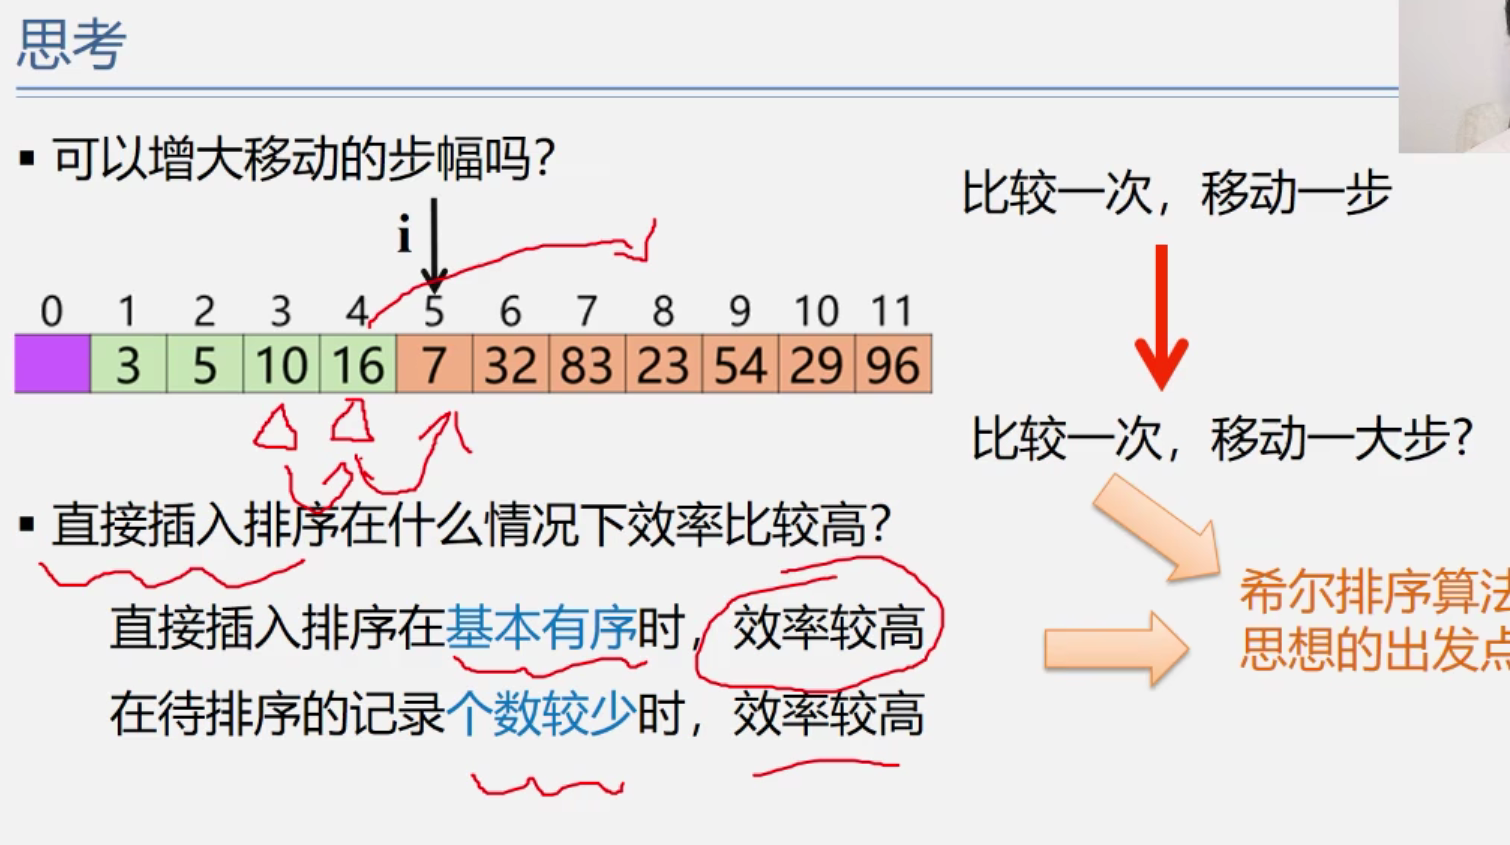 思考
▪ 可以增大移动的步幅吗?
比较一次，移动一步
i
0 1 2 3 4 5 6 7 8 9 10 11
3 5 10 16 7 32 83 23 54 29 96
比较一次，移动一大步?
▪ 直接插入排序在什么情况下效率比较高?
直接插入排序在基本有序时，效率较高
在待排序的记录个数较少时，效率较高
希尔排序算法
思想的出发点